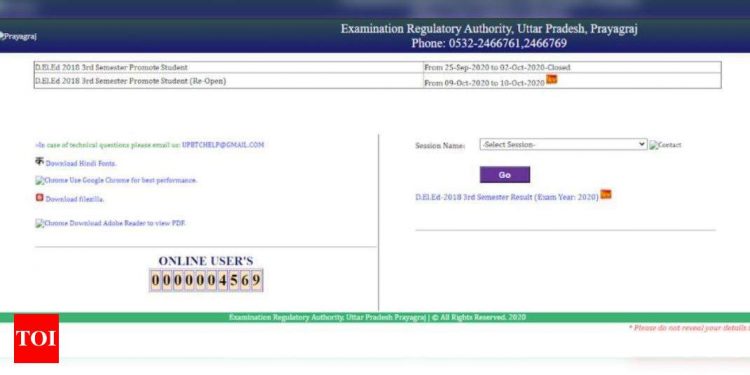 Prayagraj
Examination Regulatory Authority, Uttar Pradesh, Prayagraj
Phone: 0532-2466761,2466769
D.El.Ed 2018 3rd Semester Promote Student From 25-Sep-2020 to 07-Oct-2020-Closed
D.El.Ed 2018 3rd Semester Promote Student (Re-Open) From 09-Oct-2020 to 10-Oct-2020
»In case of technical questions please email us: UPBTCHELP@GMAIL.COM
Download Hindi Fonts.
Chrome Use Google Chrome for best performance.
Download filezilla.
Chrome Download Adobe Reader to view PDF.
ONLINE USER'S
0000004569
Session Name: -Select Session- Contact
Go
D.El.Ed-2018 3rd Semester Result (Exam Year: 2020)
Examination Regulatory Authority, Uttar Pradesh Prayagraj | © All Rights Reserved. 2020
* Please do not reveal your details
TOI